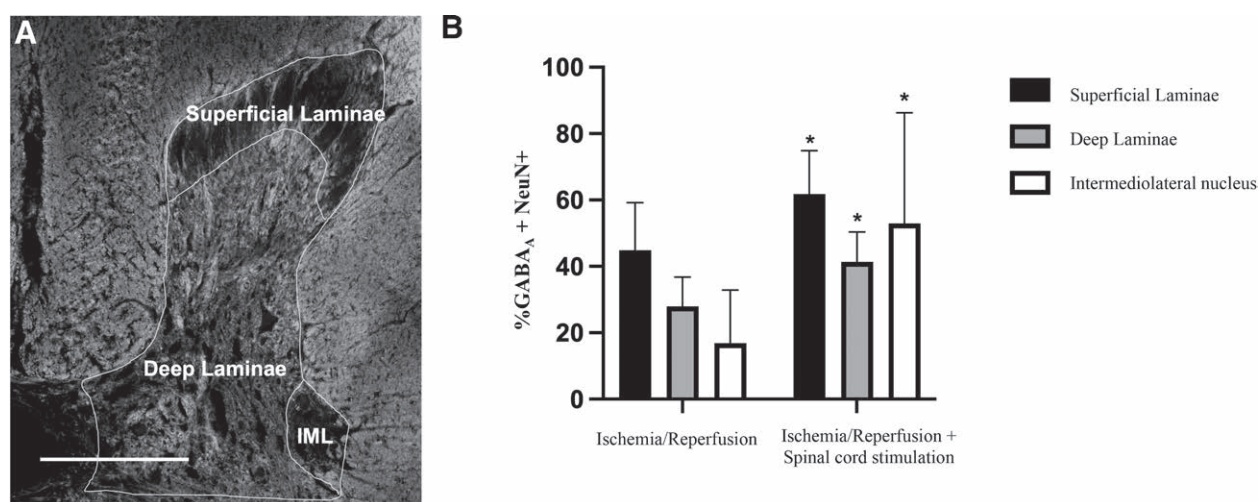 A
Superficial Laminae
Deep Laminae
IML
B
%GABA_A + NeuN+
100
80
60
40
20
0
*
*
*
Ischemia/Reperfusion
Ischemia/Reperfusion +
Spinal cord stimulation
Superficial Laminae
Deep Laminae
Intermediolateral nucleus